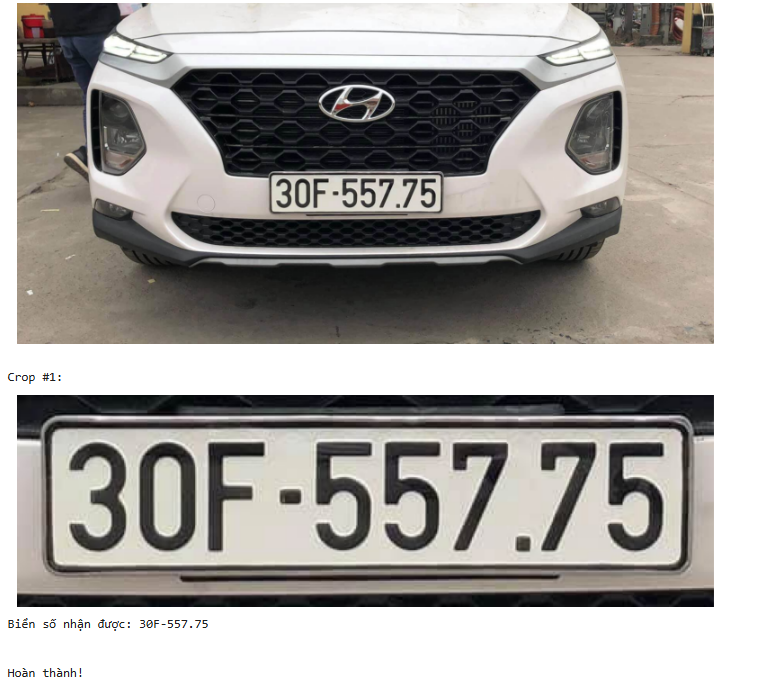 30F-557.75
Crop #1:
30F-557.75
Biển số nhận được: 30F-557.75
Hoàn thành!